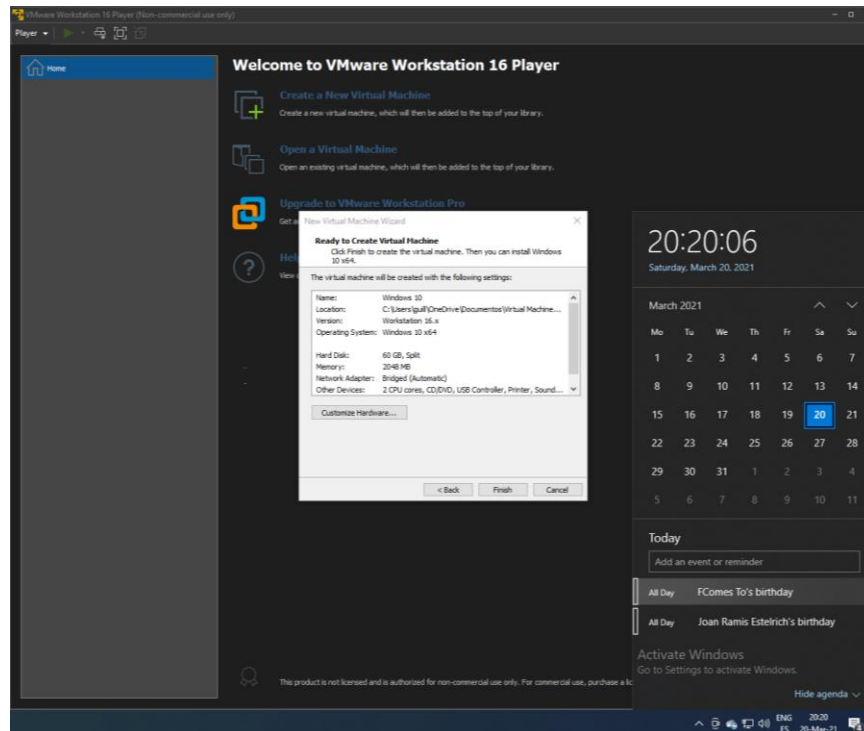 VMware Workstation 16 Player (Non-commercial use only)
Player
Home
Welcome to VMware Workstation 16 Player
Create a New Virtual Machine
Create a new virtual machine, which will then be added to the top of your library.
Open a Virtual Machine
Open an existing virtual machine, which will then be added to the top of your library.
Upgrade to VMware Workstation Pro
Get a
Help
View
New Virtual Machine Wizard
Ready to Create Virtual Machine
Click Finish to create the virtual machine. Then you can install Windows
10 x64.
The virtual machine will be created with the following settings:
Name: Windows 10
Location: C:\Users\guill\OneDrive\Documentos\Virtual Machine...
Version: Workstation 16.x
Operating System: Windows 10 x64
Hard Disk: 60 GB, Split
Memory: 2048 MB
Network Adapter: Bridged (Automatic)
Other Devices: 2 CPU cores, CD/DVD, USB Controller, Printer, Sound...
Customize Hardware...
< Back Finish Cancel
This product is not licensed and is authorized for non-commercial use only. For commercial use, purchase a lic
20:20:06
Saturday, March 20, 2021
March 2021
Mo Tu We Th Fr Sa Su
1 2 3 4 5 6 7
8 9 10 11 12 13 14
15 16 17 18 19 20 21
22 23 24 25 26 27 28
29 30 31 1 2 3 4
5 6 7 8 9 10 11
Today
Add an event or reminder
All Day FComes To's birthday
All Day Joan Ramis Estelrich's birthday
Activate Windows
Go to Settings to activate Windows.
Hide agenda
ENG 20:20
ES 20-Mar-21